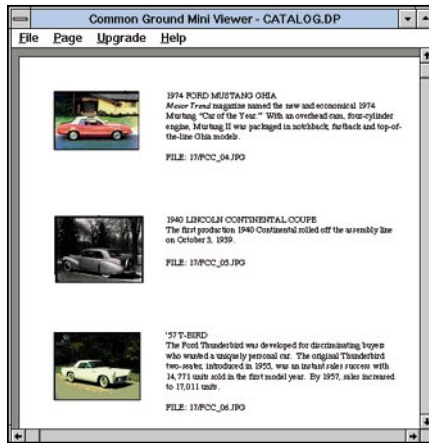 Common Ground Mini Viewer - CATALOG.DP
File Page Upgrade Help
1974 FORD MUSTANG GHIA
Motor Trend magazine named the new and economical 1974
Mustang "Car of the Year." With an overhead cam, four-cylinder
engine, Mustang II was packaged in notchback, fastback and top-of-
the-line Ghia models.
FILE: 17/FCC_04.JPG
1940 LINCOLN CONTINENTAL COUPE
The first production 1940 Continental rolled off the assembly line
on October 3, 1939.
FILE: 17/FCC_05.JPG
'57 T-BIRD
The Ford Thunderbird was developed for discriminating buyers
who wanted a uniquely personal car. The original Thunderbird
two-seater, introduced in 1955, was an instant sales success with
14,771 units sold in the first model year. By 1957, sales increased
to 17,011 units.
FILE: 17/FCC_06.JPG